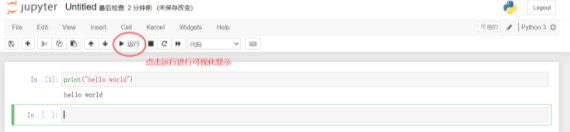 jupyter Untitled 最后检查: 2 分钟前 (未保存改变) Logout
File Edit View Insert Cell Kernel Widgets Help 可信的 Python 3
运行 代码
点击运行进行可视化显示
In [1]: print("hello world")
hello world
In [ ]: